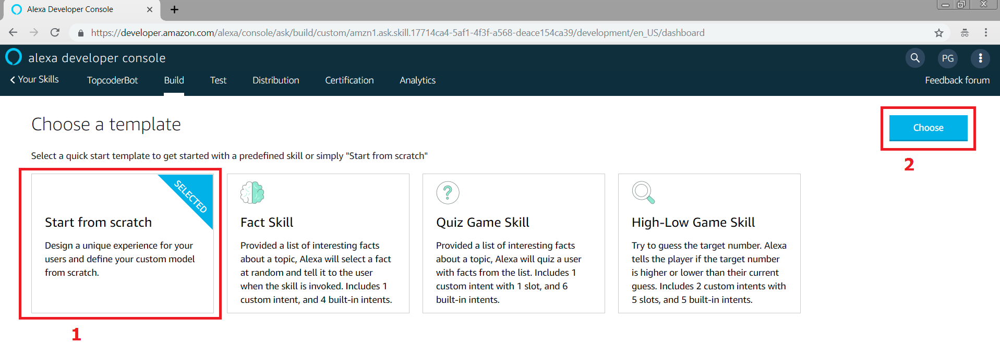 Alexa Developer Console
https://developer.amazon.com/alexa/console/ask/build/custom/amzn1.ask.skill.17714ca4-5af1-4f3f-a568-deace154ca39/development/en_US/dashboard
alexa developer console
PG
Your Skills
TopcoderBot
Build
Test
Distribution
Certification
Analytics
Feedback forum
Choose a template
Choose
2
Select a quick start template to get started with a predefined skill or simply "Start from scratch"
SELECTED
Start from scratch
Design a unique experience for your
users and define your custom model
from scratch.
1
Fact Skill
Provided a list of interesting facts
about a topic, Alexa will select a fact
at random and tell it to the user
when the skill is invoked. Includes 1
custom intent, and 4 built-in intents.
?
Quiz Game Skill
Provided a list of interesting facts
about a topic, Alexa will quiz a user
with facts from the list. Includes 1
custom intent with 1 slot, and 6
built-in intents.
High-Low Game Skill
Try to guess the target number. Alexa
tells the player if the target number
is higher or lower than their current
guess. Includes 2 custom intents with
5 slots, and 5 built-in intents.